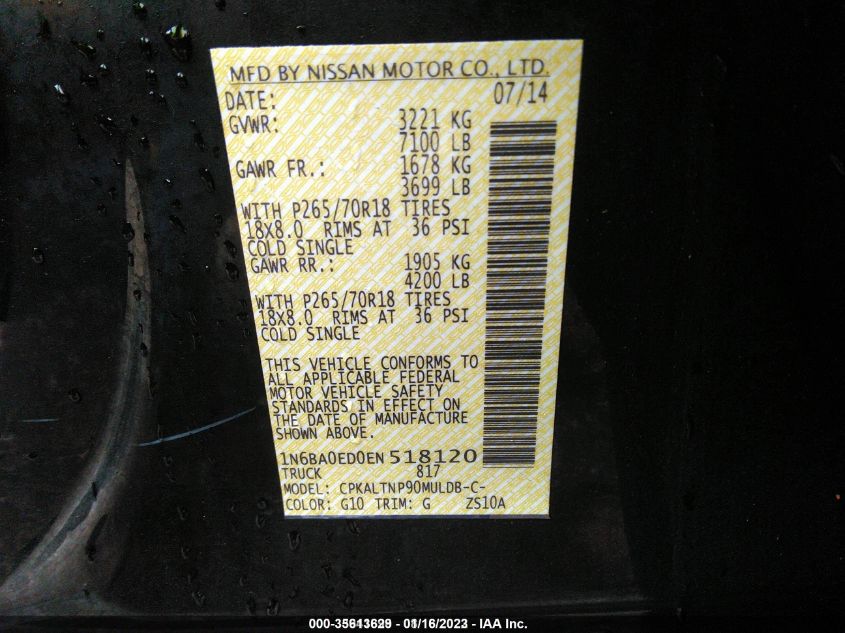 MFD BY NISSAN MOTOR CO., LTD.
DATE: 07/14
GVWR: 3221 KG
7100 LB
GAWR FR.: 1678 KG
3699 LB
WITH P265/70R18 TIRES
18X8.0 RIMS AT 36 PSI
COLD SINGLE
GAWR RR.: 1905 KG
4200 LB
WITH P265/70R18 TIRES
18X8.0 RIMS AT 36 PSI
COLD SINGLE
THIS VEHICLE CONFORMS TO
ALL APPLICABLE FEDERAL
MOTOR VEHICLE SAFETY
STANDARDS IN EFFECT ON
THE DATE OF MANUFACTURE
SHOWN ABOVE.
1N6BA0ED0EN518120
TRUCK 817
MODEL: CPKALTNP90MULDB-C-
COLOR: G10 TRIM: G ZS10A
000-35613629 - 01/16/2023 - IAA Inc.